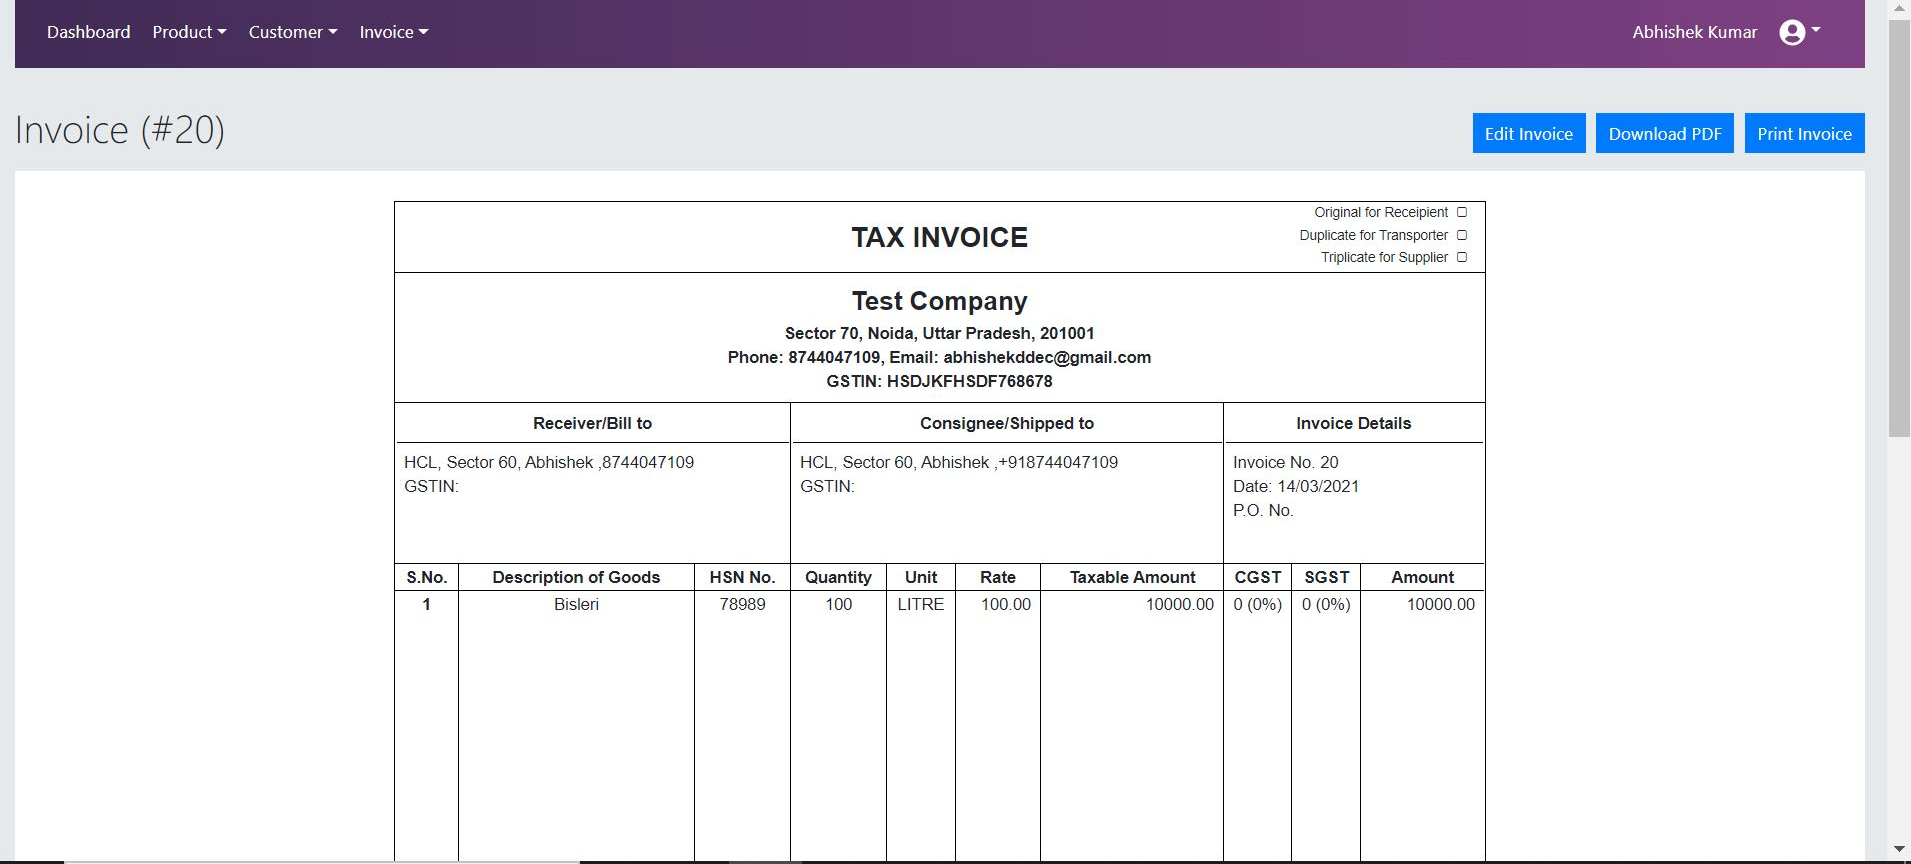 Dashboard Product Customer Invoice Abhishek Kumar
Invoice (#20) Edit Invoice Download PDF Print Invoice
Original for Receipient
TAX INVOICE
Duplicate for Transporter
Triplicate for Supplier
Test Company
Sector 70, Noida, Uttar Pradesh, 201001
Phone: 8744047109, Email: abhishekddec@gmail.com
GSTIN: HSDJKFHSDF768678
Receiver/Bill to Consignee/Shipped to Invoice Details
HCL, Sector 60, Abhishek ,8744047109 HCL, Sector 60, Abhishek ,+918744047109 Invoice No. 20
GSTIN: GSTIN: Date: 14/03/2021
P.O. No.
S.No. Description of Goods HSN No. Quantity Unit Rate Taxable Amount CGST SGST Amount
1 Bisleri 78989 100 LITRE 100.00 10000.00 0 (0%) 0 (0%) 10000.00